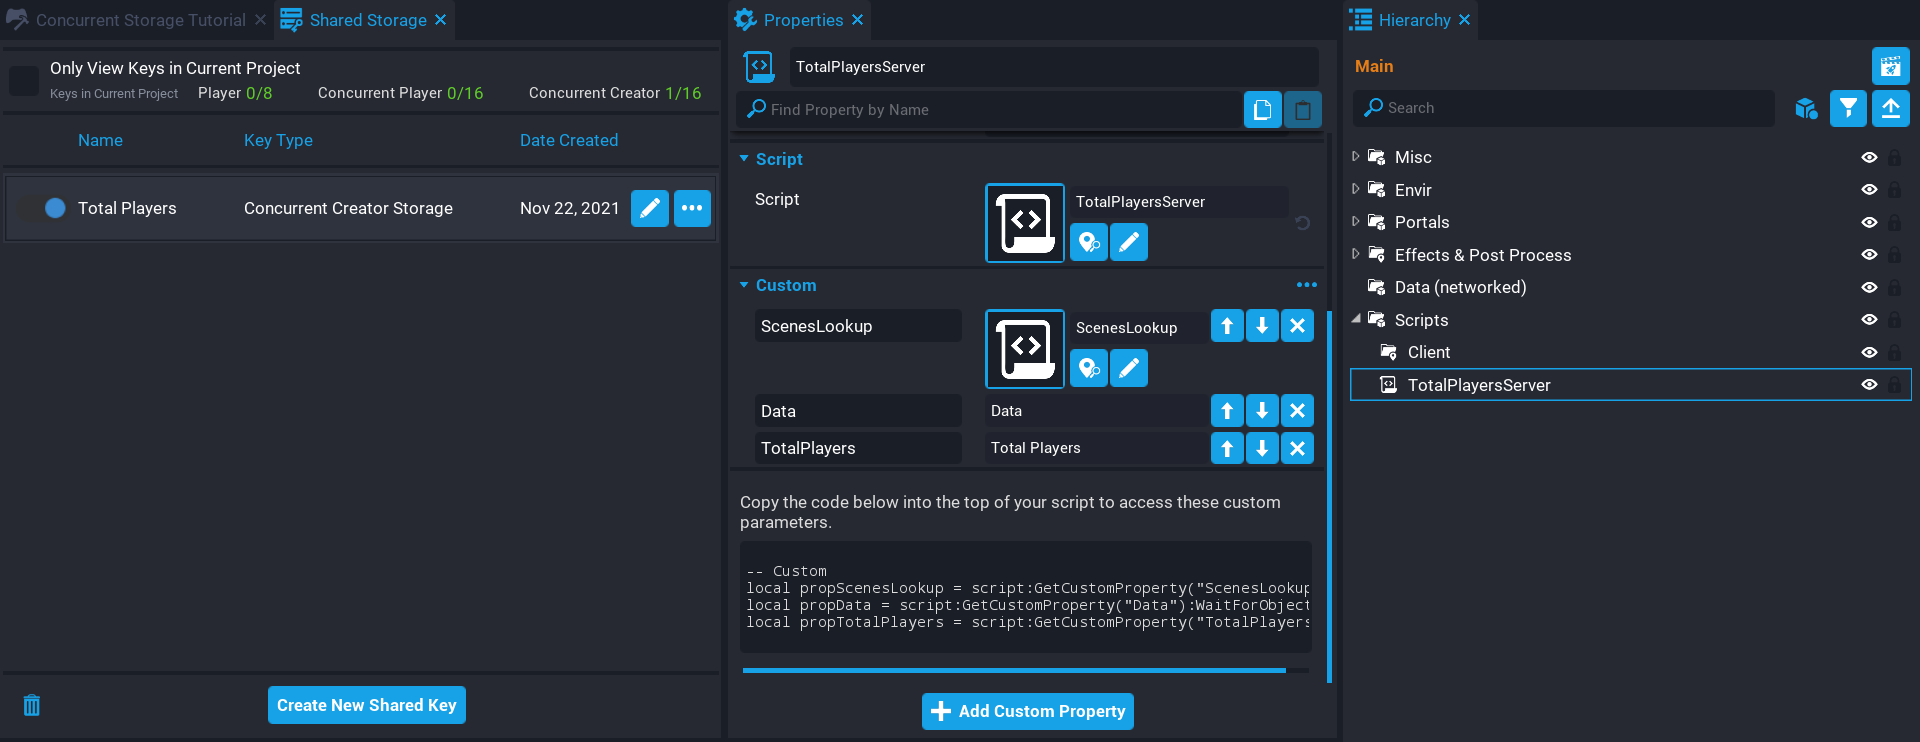 Concurrent Storage Tutorial
Shared Storage
Only View Keys in Current Project
Keys in Current Project Player 0/8 Concurrent Player 0/16 Concurrent Creator 1/16
Name Key Type Date Created
Total Players Concurrent Creator Storage Nov 22, 2021
Create New Shared Key
Properties
TotalPlayersServer
Find Property by Name
Script
Script TotalPlayersServer
Custom
ScenesLookup ScenesLookup
Data Data
TotalPlayers Total Players
Copy the code below into the top of your script to access these custom
parameters.
-- Custom
local propScenesLookup = script:GetCustomProperty("ScenesLookup
local propData = script:GetCustomProperty("Data"):WaitForObject
local propTotalPlayers = script:GetCustomProperty("TotalPlayers
Add Custom Property
Hierarchy
Main
Search
Misc
Envir
Portals
Effects & Post Process
Data (networked)
Scripts
Client
TotalPlayersServer